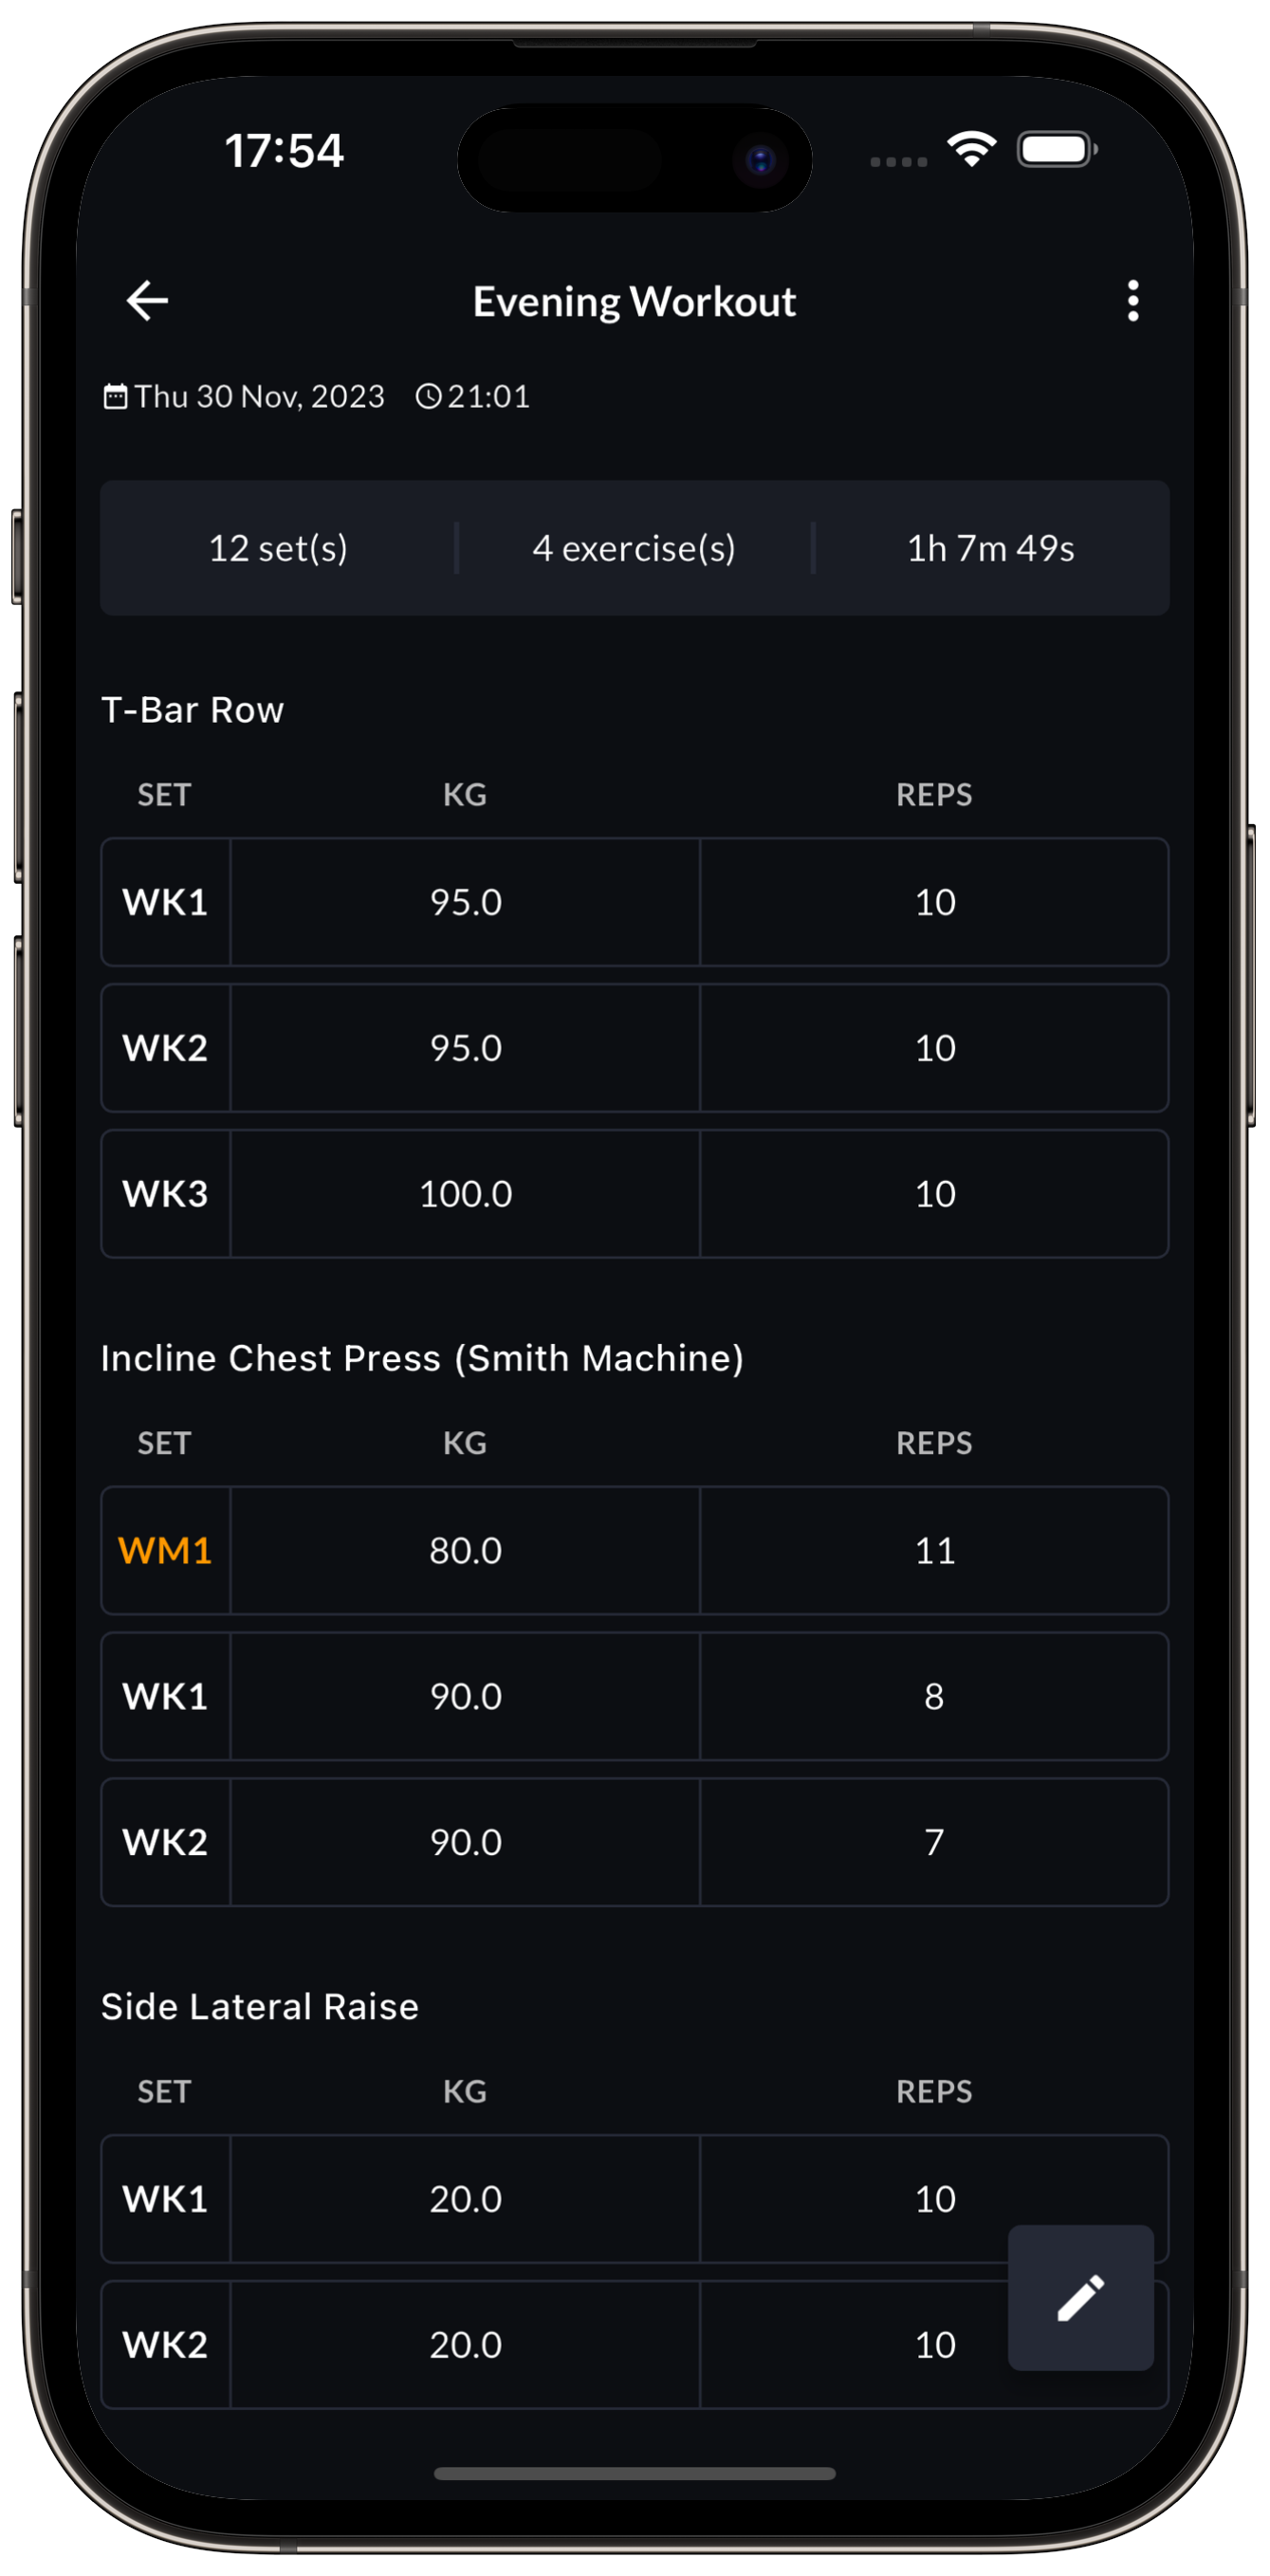 17:54
Evening Workout
Thu 30 Nov, 2023 21:01
12 set(s) 4 exercise(s) 1h 7m 49s
T-Bar Row
SET KG REPS
WK1 95.0 10
WK2 95.0 10
WK3 100.0 10
Incline Chest Press (Smith Machine)
SET KG REPS
WM1 80.0 11
WK1 90.0 8
WK2 90.0 7
Side Lateral Raise
SET KG REPS
WK1 20.0 10
WK2 20.0 10